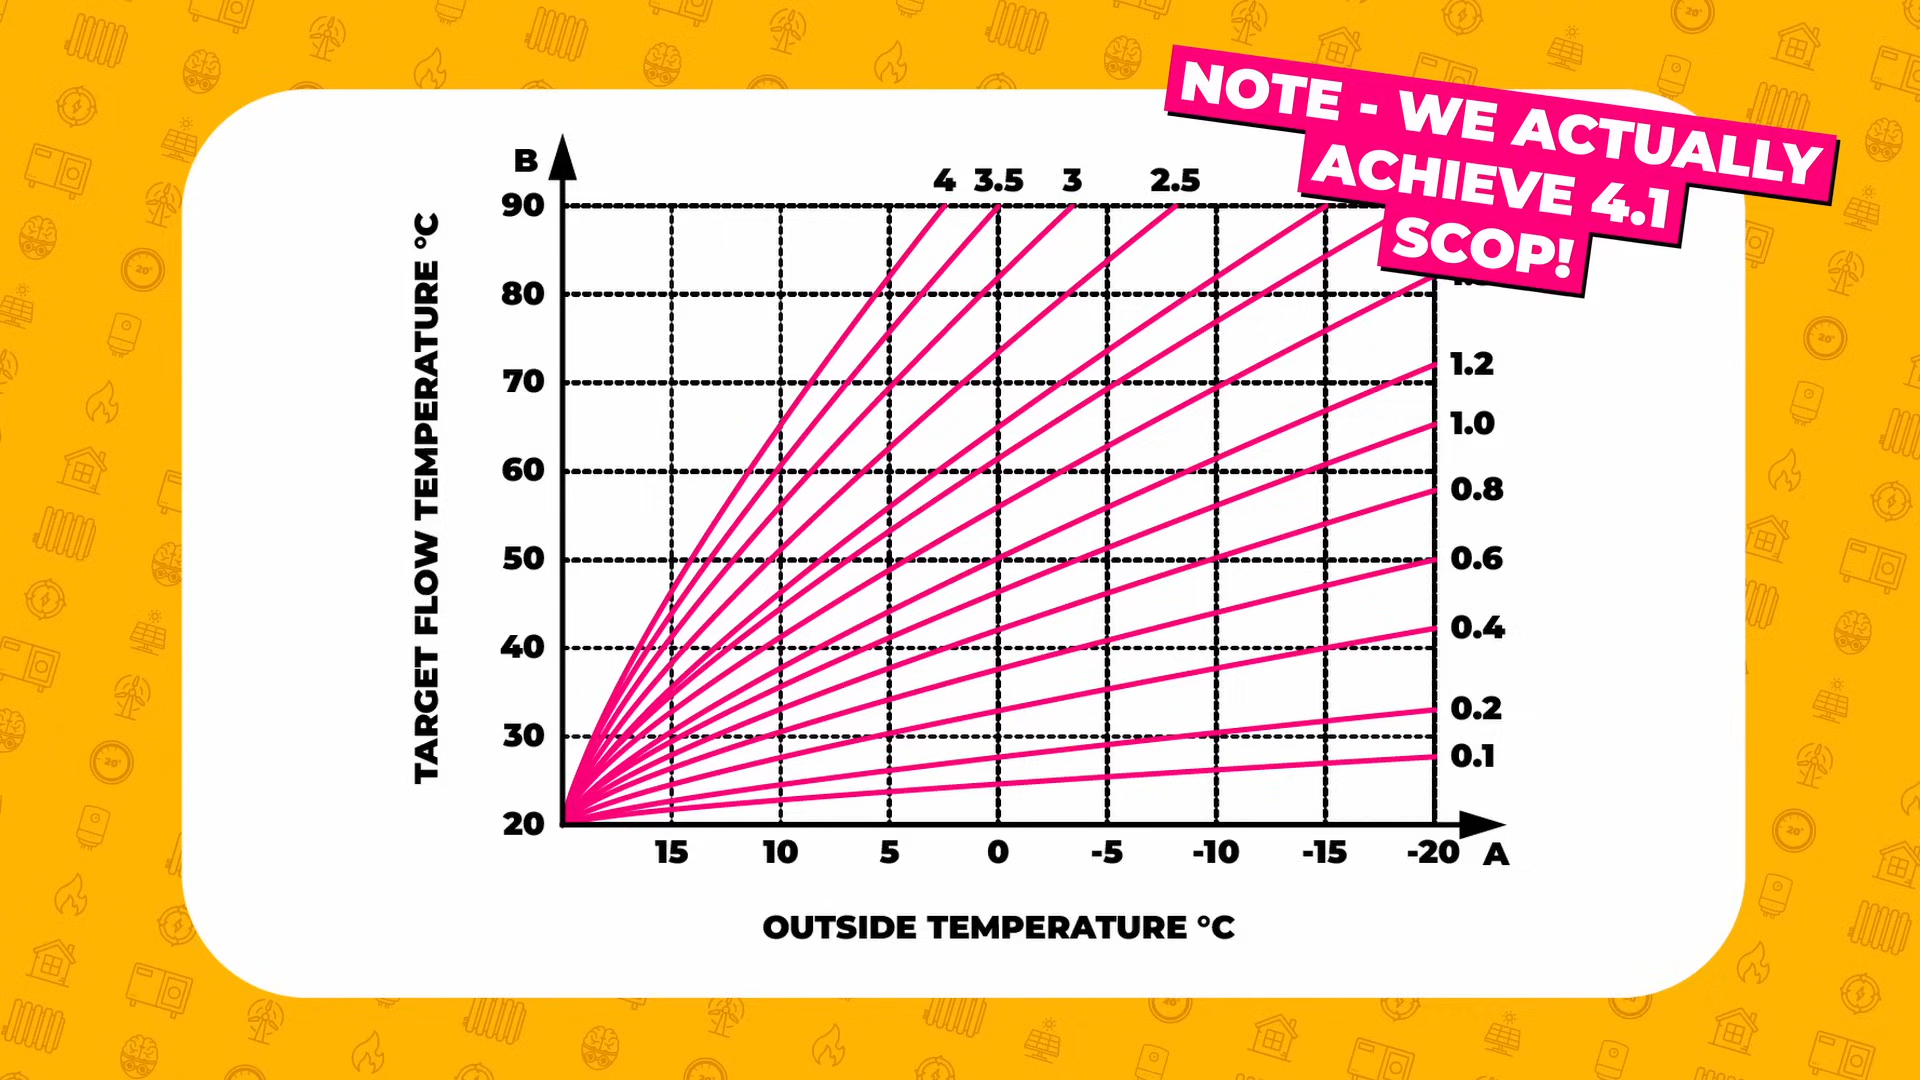 NOTE - WE ACTUALLY
ACHIEVE 4.1
SCOP!
B
4 3.5 3 2.5
90
80
70
60
50
40
30
20
TARGET FLOW TEMPERATURE °C
1.2
1.0
0.8
0.6
0.4
0.2
0.1
15 10 5 0 -5 -10 -15 -20 A
OUTSIDE TEMPERATURE °C